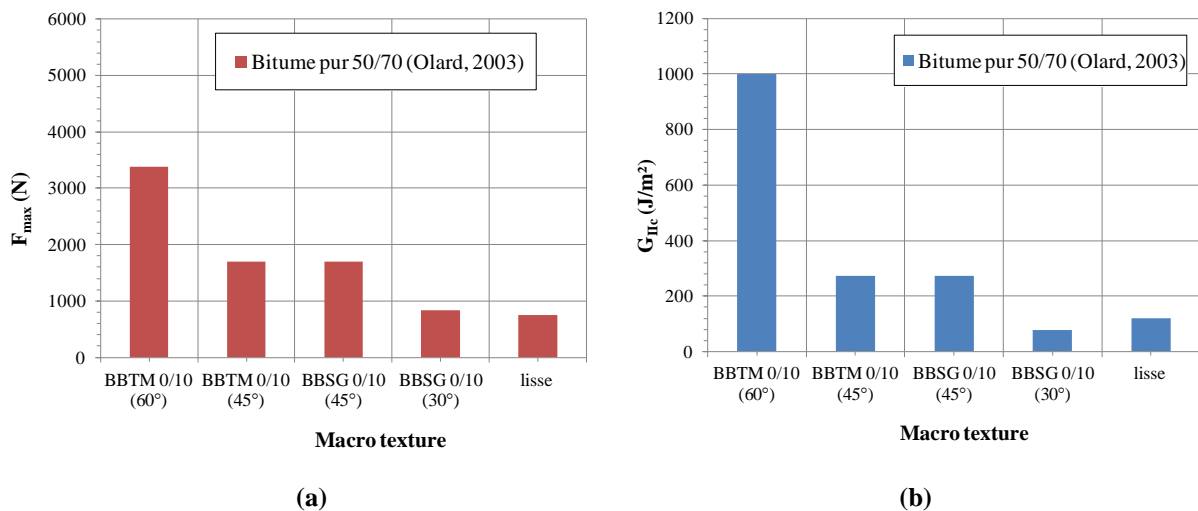 6000
5000
4000
3000
2000
1000
0
F_max (N)
Bitume pur 50/70 (Olard, 2003)
BBTM 0/10 BBTM 0/10 BBSG 0/10 BBSG 0/10 lisse
(60°) (45°) (45°) (30°)
Macro texture
(a)
1200
1000
800
600
400
200
0
G_IIc (J/m²)
Bitume pur 50/70 (Olard, 2003)
BBTM 0/10 BBTM 0/10 BBSG 0/10 BBSG 0/10 lisse
(60°) (45°) (45°) (30°)
Macro texture
(b)